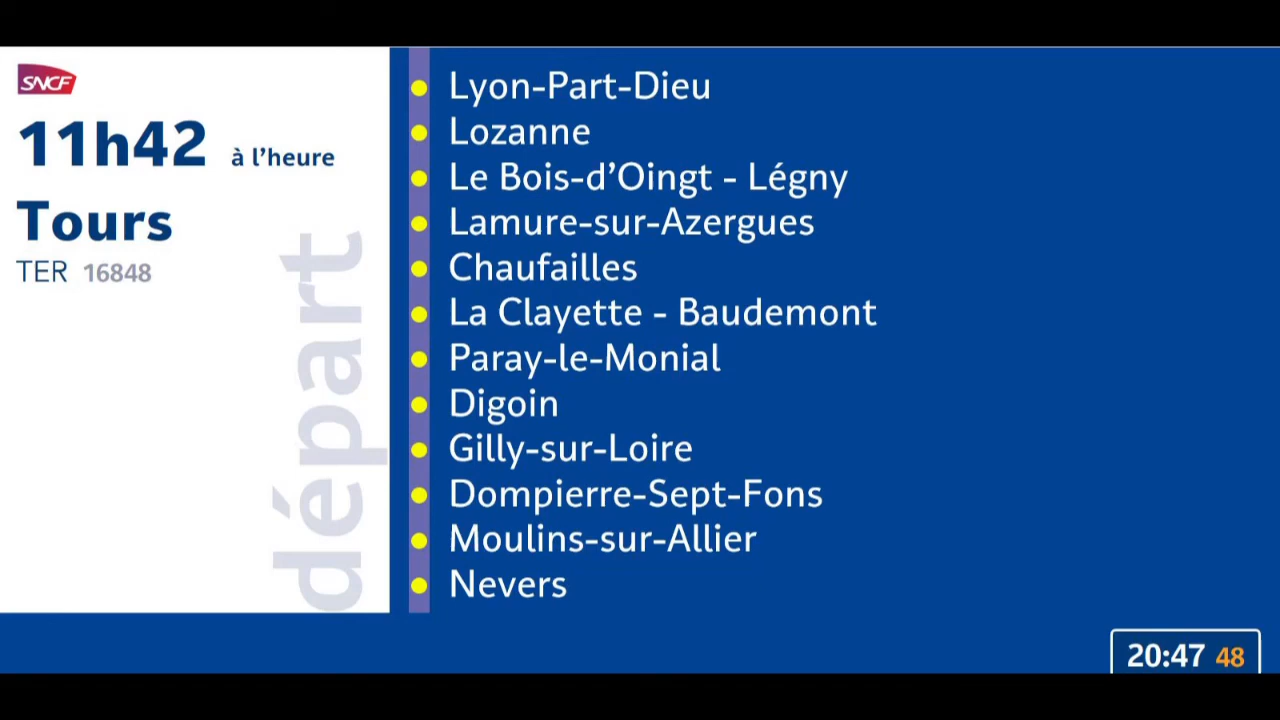 SNCF
11h42 à l’heure
Tours
TER 16848
départ
Lyon-Part-Dieu
Lozanne
Le Bois-d’Oingt - Légny
Lamure-sur-Azergues
Chaufailles
La Clayette - Baudemont
Paray-le-Monial
Digoin
Gilly-sur-Loire
Dompierre-Sept-Fons
Moulins-sur-Allier
Nevers
20:47 48